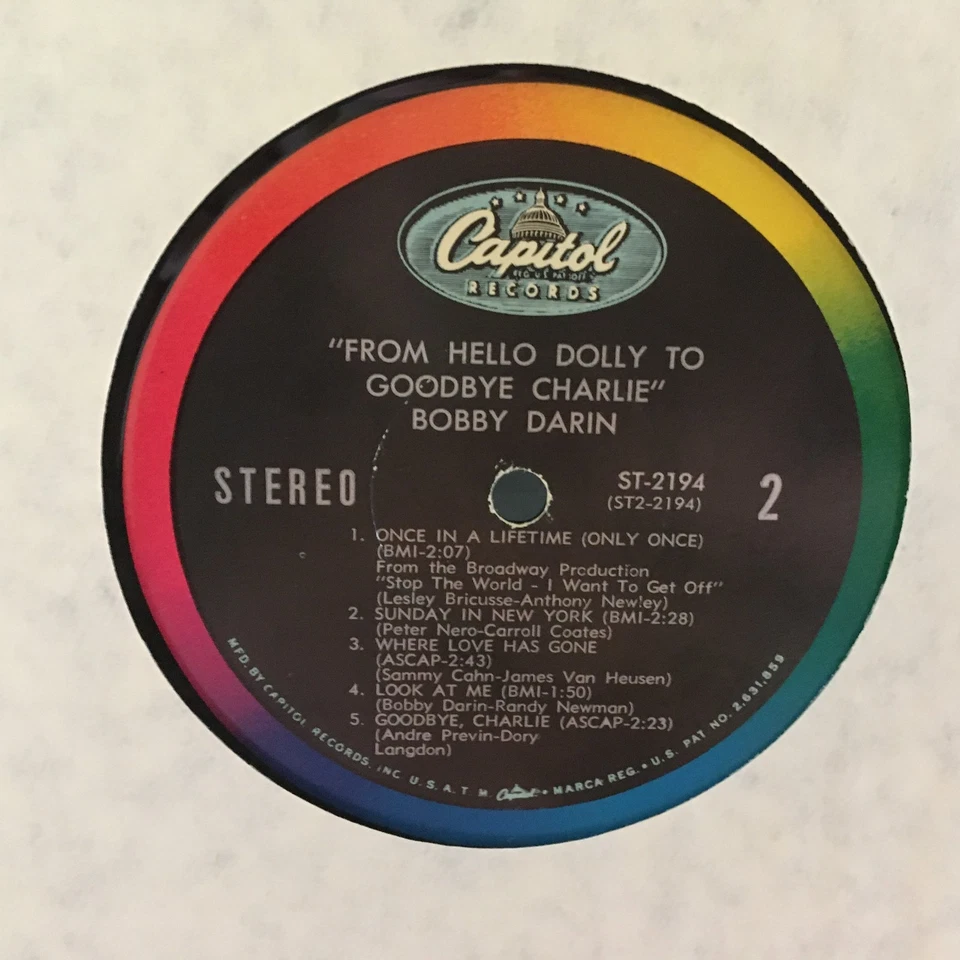 Capitol
REG. U.S. PAT. OFF.
RECORDS
"FROM HELLO DOLLY TO
GOODBYE CHARLIE"
BOBBY DARIN
STEREO
ST-2194
(ST2-2194)
2
1. ONCE IN A LIFETIME (ONLY ONCE)
(BMI-2:07)
From the Broadway Production
"Stop The World - I Want To Get Off"
(Lesley Bricusse-Anthony Newley)
2. SUNDAY IN NEW YORK (BMI-2:28)
(Peter Nero-Carroll Coates)
3. WHERE LOVE HAS GONE
(ASCAP-2:43)
(Sammy Cahn-James Van Heusen)
4. LOOK AT ME (BMI-1:50)
(Bobby Darin-Randy Newman)
5. GOODBYE, CHARLIE (ASCAP-2:23)
(Andre Previn-Dory
Langdon)
MFD. BY CAPITOL RECORDS, INC. U.S.A. T.M. Capitol • MARCA REG. • U.S. PAT. NO. 2,631,859